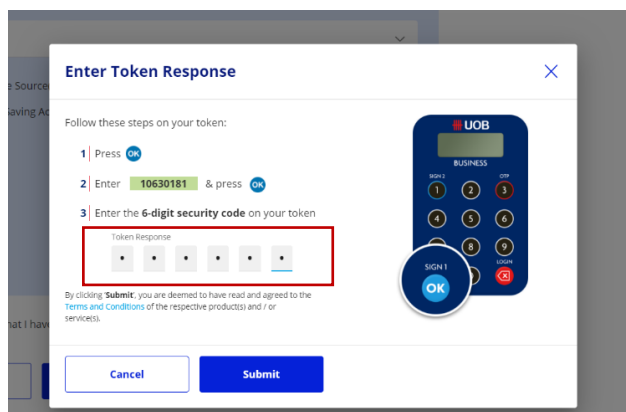 Enter Token Response
e Source
Saving Ac
Follow these steps on your token:
1 Press OK
2 Enter 10630181 & press OK
3 Enter the 6-digit security code on your token
Token Response
By clicking 'Submit', you are deemed to have read and agreed to the
Terms and Conditions of the respective product(s) and / or
service(s).
hat I have
Cancel
Submit
UOB
BUSINESS
SIGN 2
OTP
1 2 3
4 5 6
8 9
LOGIN
SIGN 1
OK